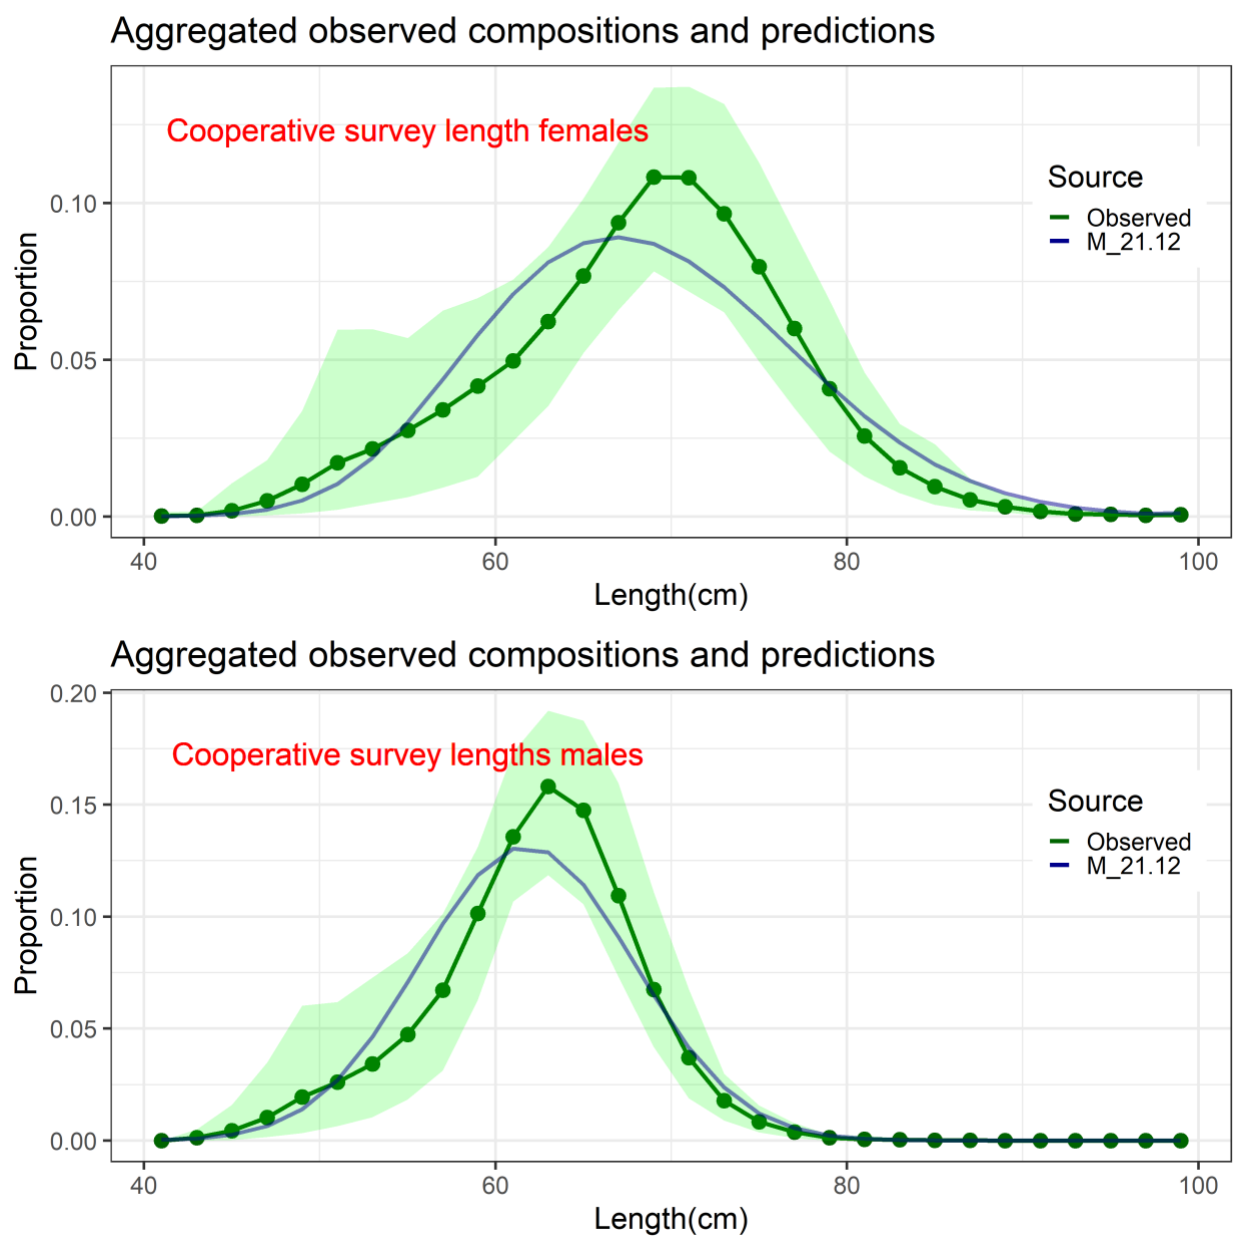 Aggregated observed compositions and predictions
Cooperative survey length females
Source
Observed
M_21.12
0.10
0.05
0.00
Proportion
40
60
80
100
Length(cm)
Aggregated observed compositions and predictions
0.20
Cooperative survey lengths males
Source
Observed
M_21.12
0.15
0.10
0.05
0.00
Proportion
40
60
80
100
Length(cm)